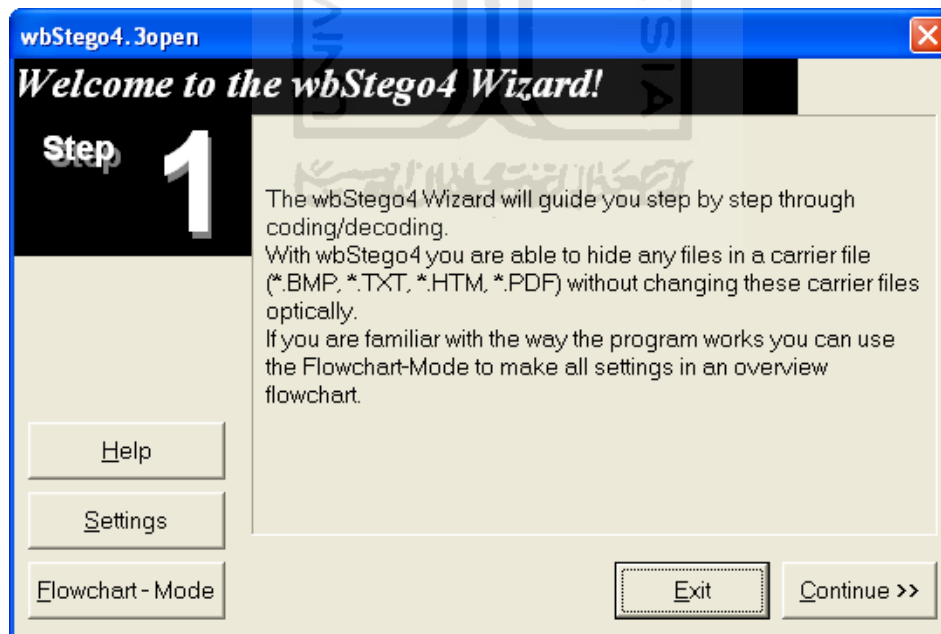 wbStego4.3open
Welcome to the wbStego4 Wizard!
Step 1
The wbStego4 Wizard will guide you step by step through
coding/decoding.
With wbStego4 you are able to hide any files in a carrier file
(*.BMP, *.TXT, *.HTM, *.PDF) without changing these carrier files
optically.
If you are familiar with the way the program works you can use
the Flowchart-Mode to make all settings in an overview
flowchart.
Help
Settings
Flowchart - Mode
Exit
Continue >>